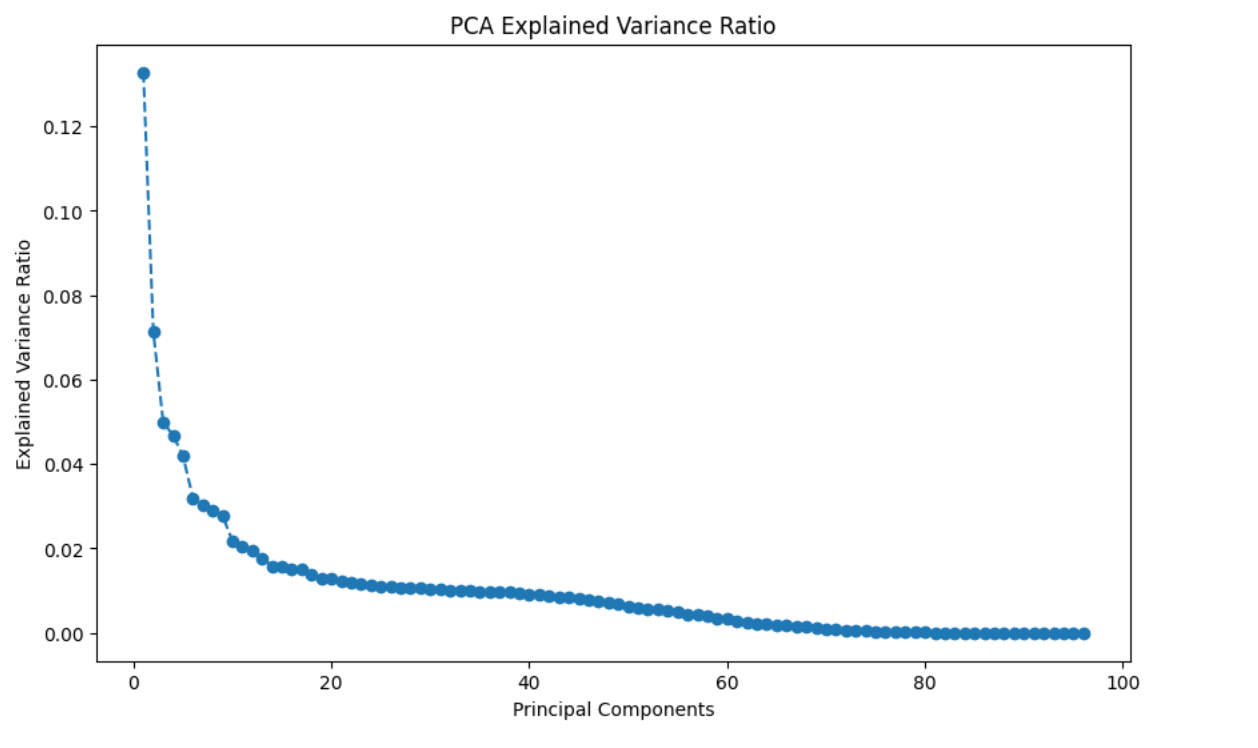 PCA Explained Variance Ratio
0.12
0.10
0.08
0.06
0.04
0.02
0.00
Explained Variance Ratio
0 20 40 60 80 100
Principal Components